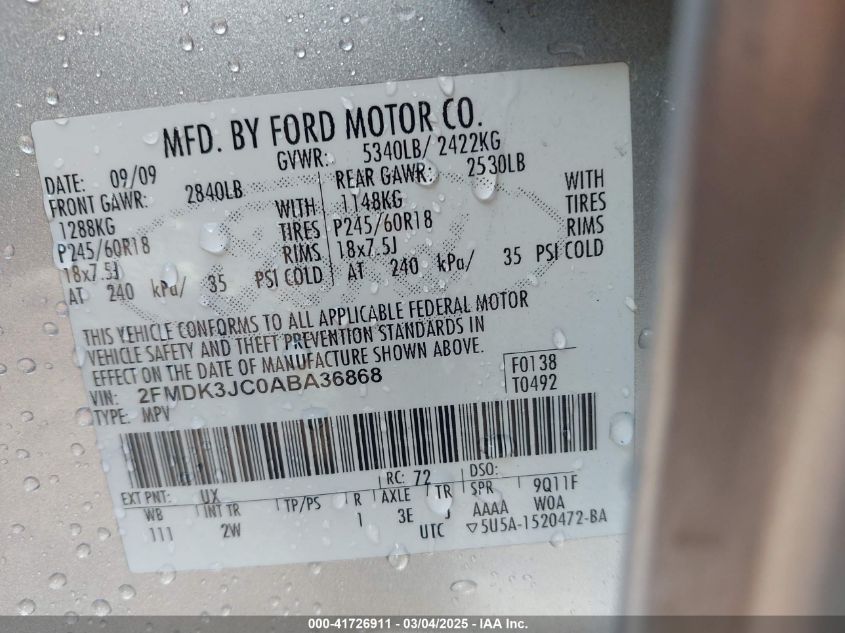 MFD. BY FORD MOTOR CO.
DATE: 09/09 GVWR: 5340LB/ 2422KG
FRONT GAWR: 2840LB REAR GAWR: 2530LB
1288KG WITH 1148KG WITH
P245/60R18 TIRES P245/60R18 TIRES
18x7.5J RIMS 18x7.5J RIMS
AT 240 kPa/ 35 PSI COLD AT 240 kPa/ 35 PSI COLD
THIS VEHICLE CONFORMS TO ALL APPLICABLE FEDERAL MOTOR
VEHICLE SAFETY AND THEFT PREVENTION STANDARDS IN
EFFECT ON THE DATE OF MANUFACTURE SHOWN ABOVE.
VIN: 2FMDK3JC0ABA36868 F0138
TYPE: MPV T0492
EXT PNT: UX RC: 72 DSO:
WB INT TR TP/PS R AXLE TR SPR 9Q11F
111 2W 1 3E J AAAA W0A
UTC ▽5U5A-1520472-BA
000-41726911 - 03/04/2025 - IAA Inc.